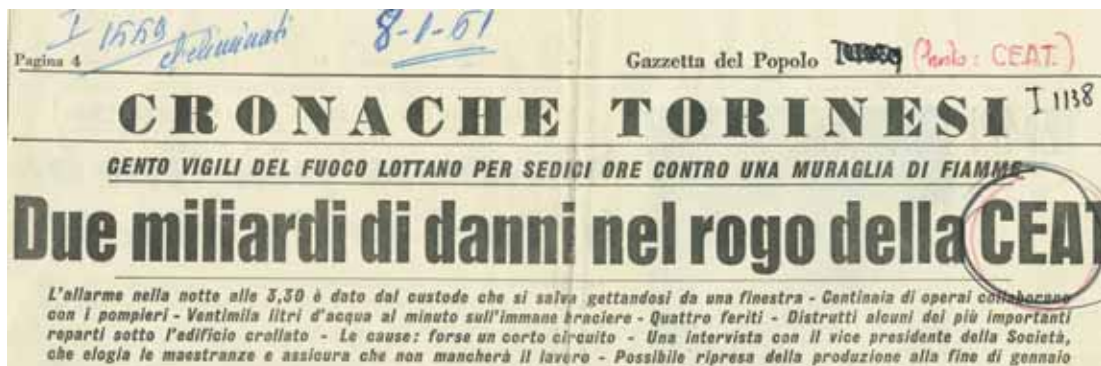 I 1559 8-1-61
Pagina 4 Gazzetta del Popolo CEAT.)
CRONACHE TORINESI I 1138
CENTO VIGILI DEL FUOCO LOTTANO PER SEDICI ORE CONTRO UNA MURAGLIA DI FIAMME
Due miliardi di danni nel rogo della CEAT
L'allarme nella notte alle 3,30 è dato dal custode che si salva gettandosi da una finestra - Centinaia di operai collaborano
con i pompieri - Ventimila litri d'acqua al minuto sull'immane braciere - Quattro feriti - Distrutti alcuni dei più importanti
reparti sotto l'edificio crollato - Le cause: forse un corto circuito - Una intervista con il vice presidente della Società,
che elogia le maestranze e assicura che non mancherà il lavoro - Possibile ripresa della produzione alla fine di gennaio